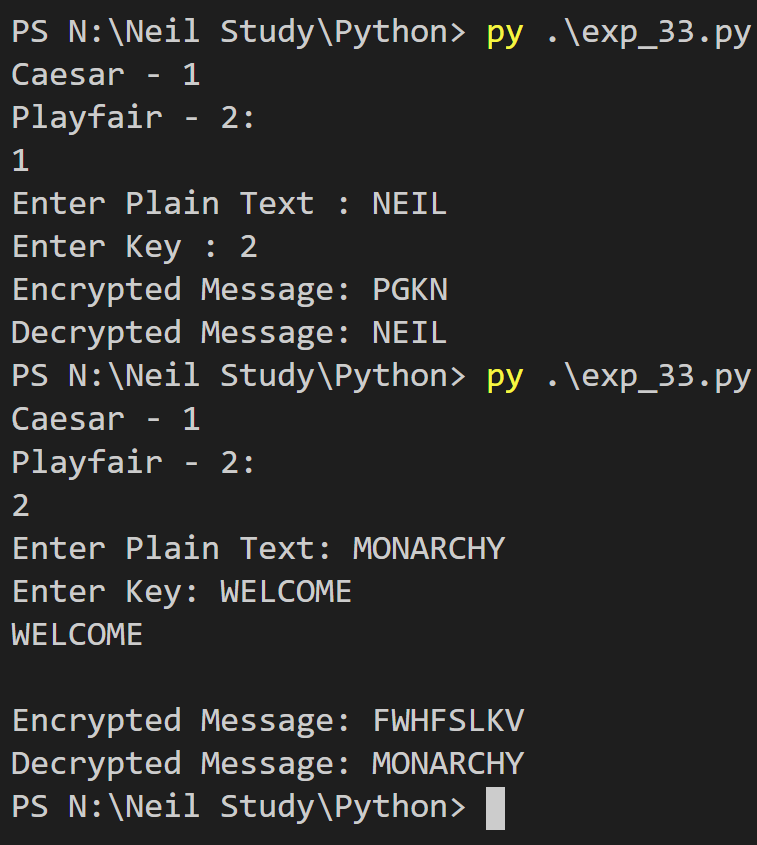 PS N:\Neil Study\Python> py .\exp_33.py
Caesar - 1
Playfair - 2:
1
Enter Plain Text : NEIL
Enter Key : 2
Encrypted Message: PGKN
Decrypted Message: NEIL
PS N:\Neil Study\Python> py .\exp_33.py
Caesar - 1
Playfair - 2:
2
Enter Plain Text: MONARCHY
Enter Key: WELCOME
WELCOME
Encrypted Message: FWHFSLKV
Decrypted Message: MONARCHY
PS N:\Neil Study\Python>